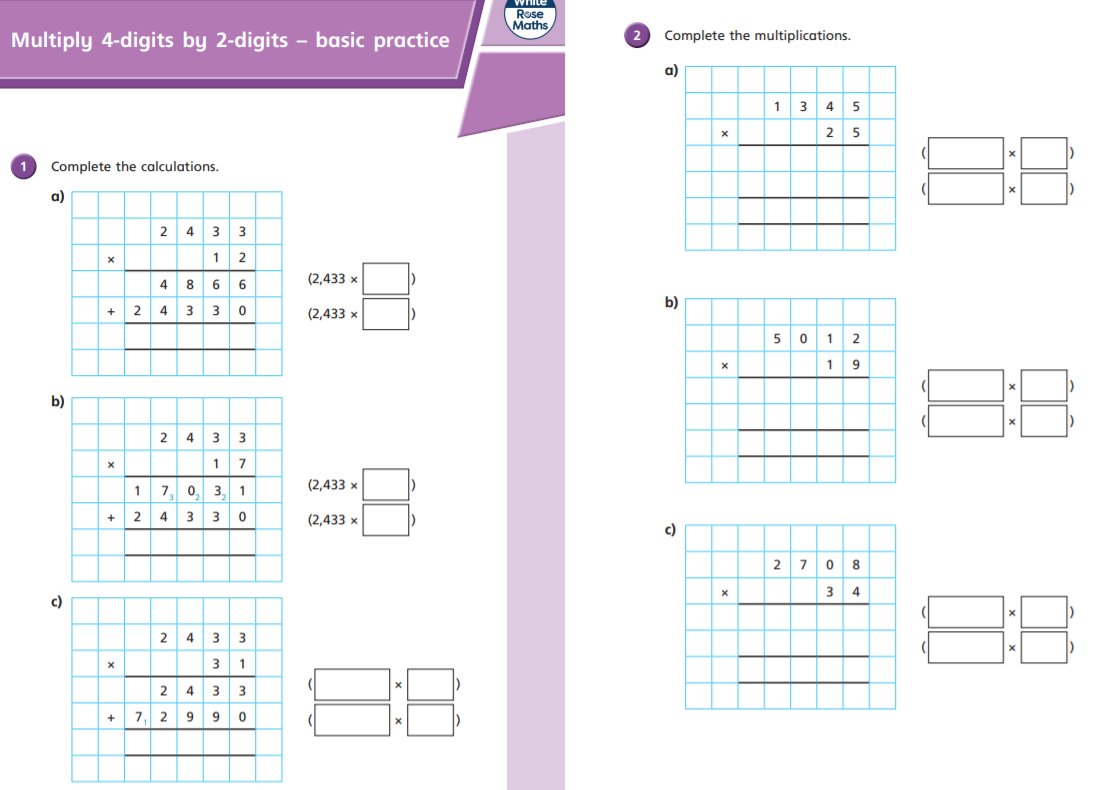 Multiply 4-digits by 2-digits – basic practice
White
Rose
Maths
1 Complete the calculations.
a)
2 4 3 3
× 1 2
4 8 6 6
+ 2 4 3 3 0
(2,433 × )
(2,433 × )
b)
2 4 3 3
× 1 7
1 7 3 0 2 3 2 1
+ 2 4 3 3 0
(2,433 × )
(2,433 × )
c)
2 4 3 3
× 3 1
2 4 3 3
+ 7 1 2 9 9 0
( × )
( × )
2 Complete the multiplications.
a)
1 3 4 5
× 2 5
( × )
( × )
b)
5 0 1 2
× 1 9
( × )
( × )
c)
2 7 0 8
× 3 4
( × )
( × )